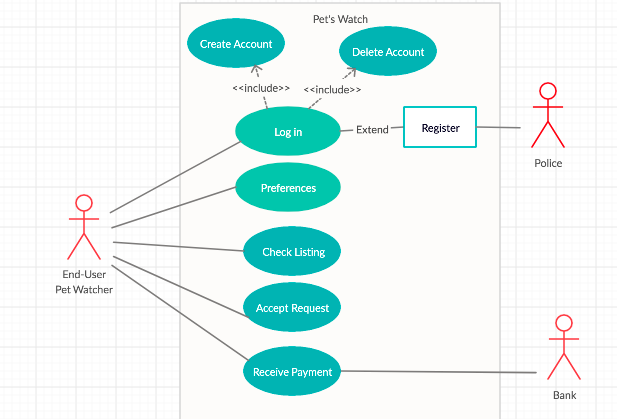 Pet's Watch
Create Account
Delete Account
<<include>>
<<include>>
Log in
Extend
Register
Police
Preferences
End-User
Pet Watcher
Check Listing
Accept Request
Receive Payment
Bank